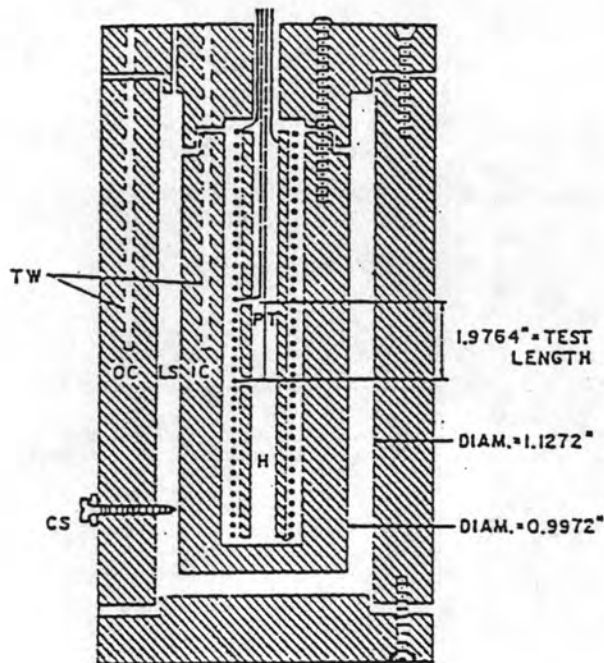 TW
PT
1.9764" = TEST
LENGTH
OC LS IC
DIAM.=1.1272"
H
CS
DIAM.=0.9972"